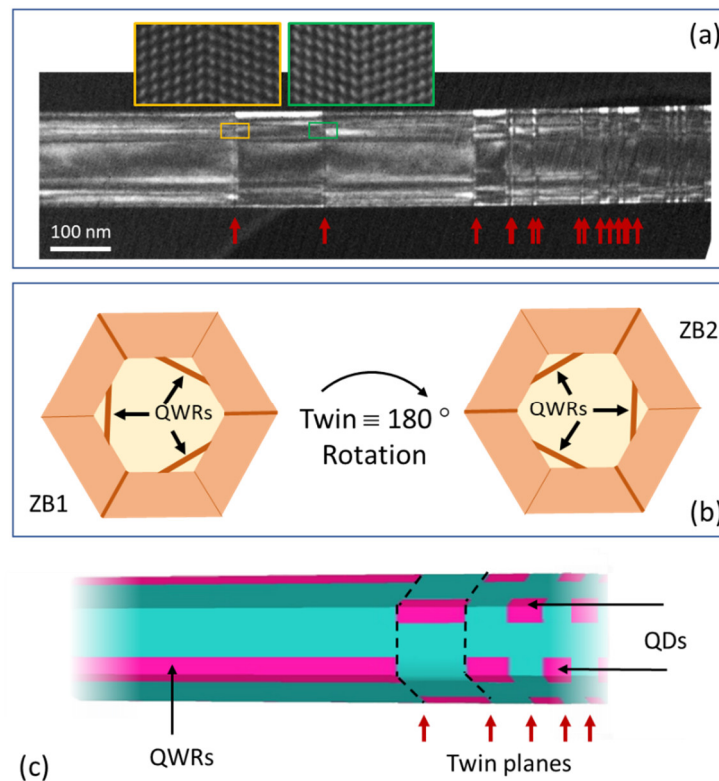 (a)
100 nm
ZB1
QWRs
Twin ≡ 180 °
Rotation
ZB2
QWRs
(b)
QDs
QWRs
Twin planes
(c)